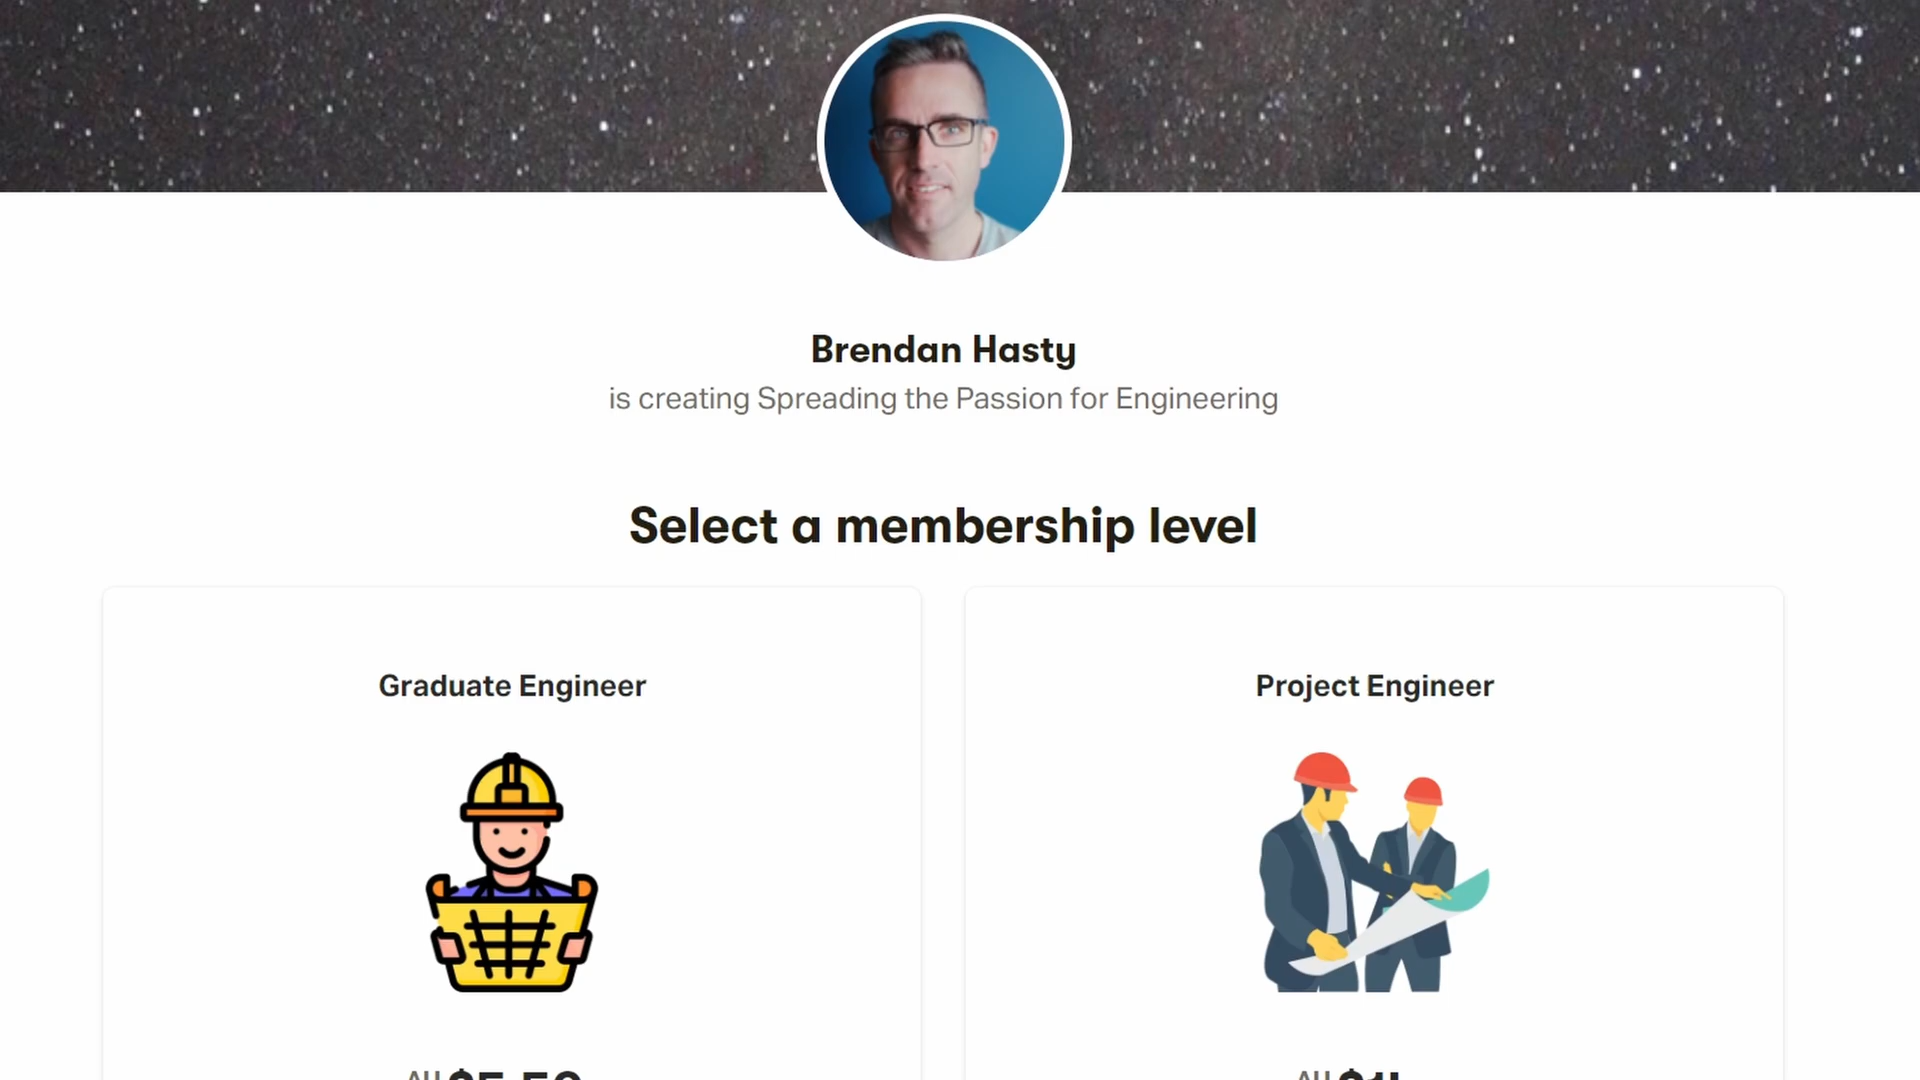 Brendan Hasty
is creating Spreading the Passion for Engineering
Select a membership level
Graduate Engineer
Project Engineer